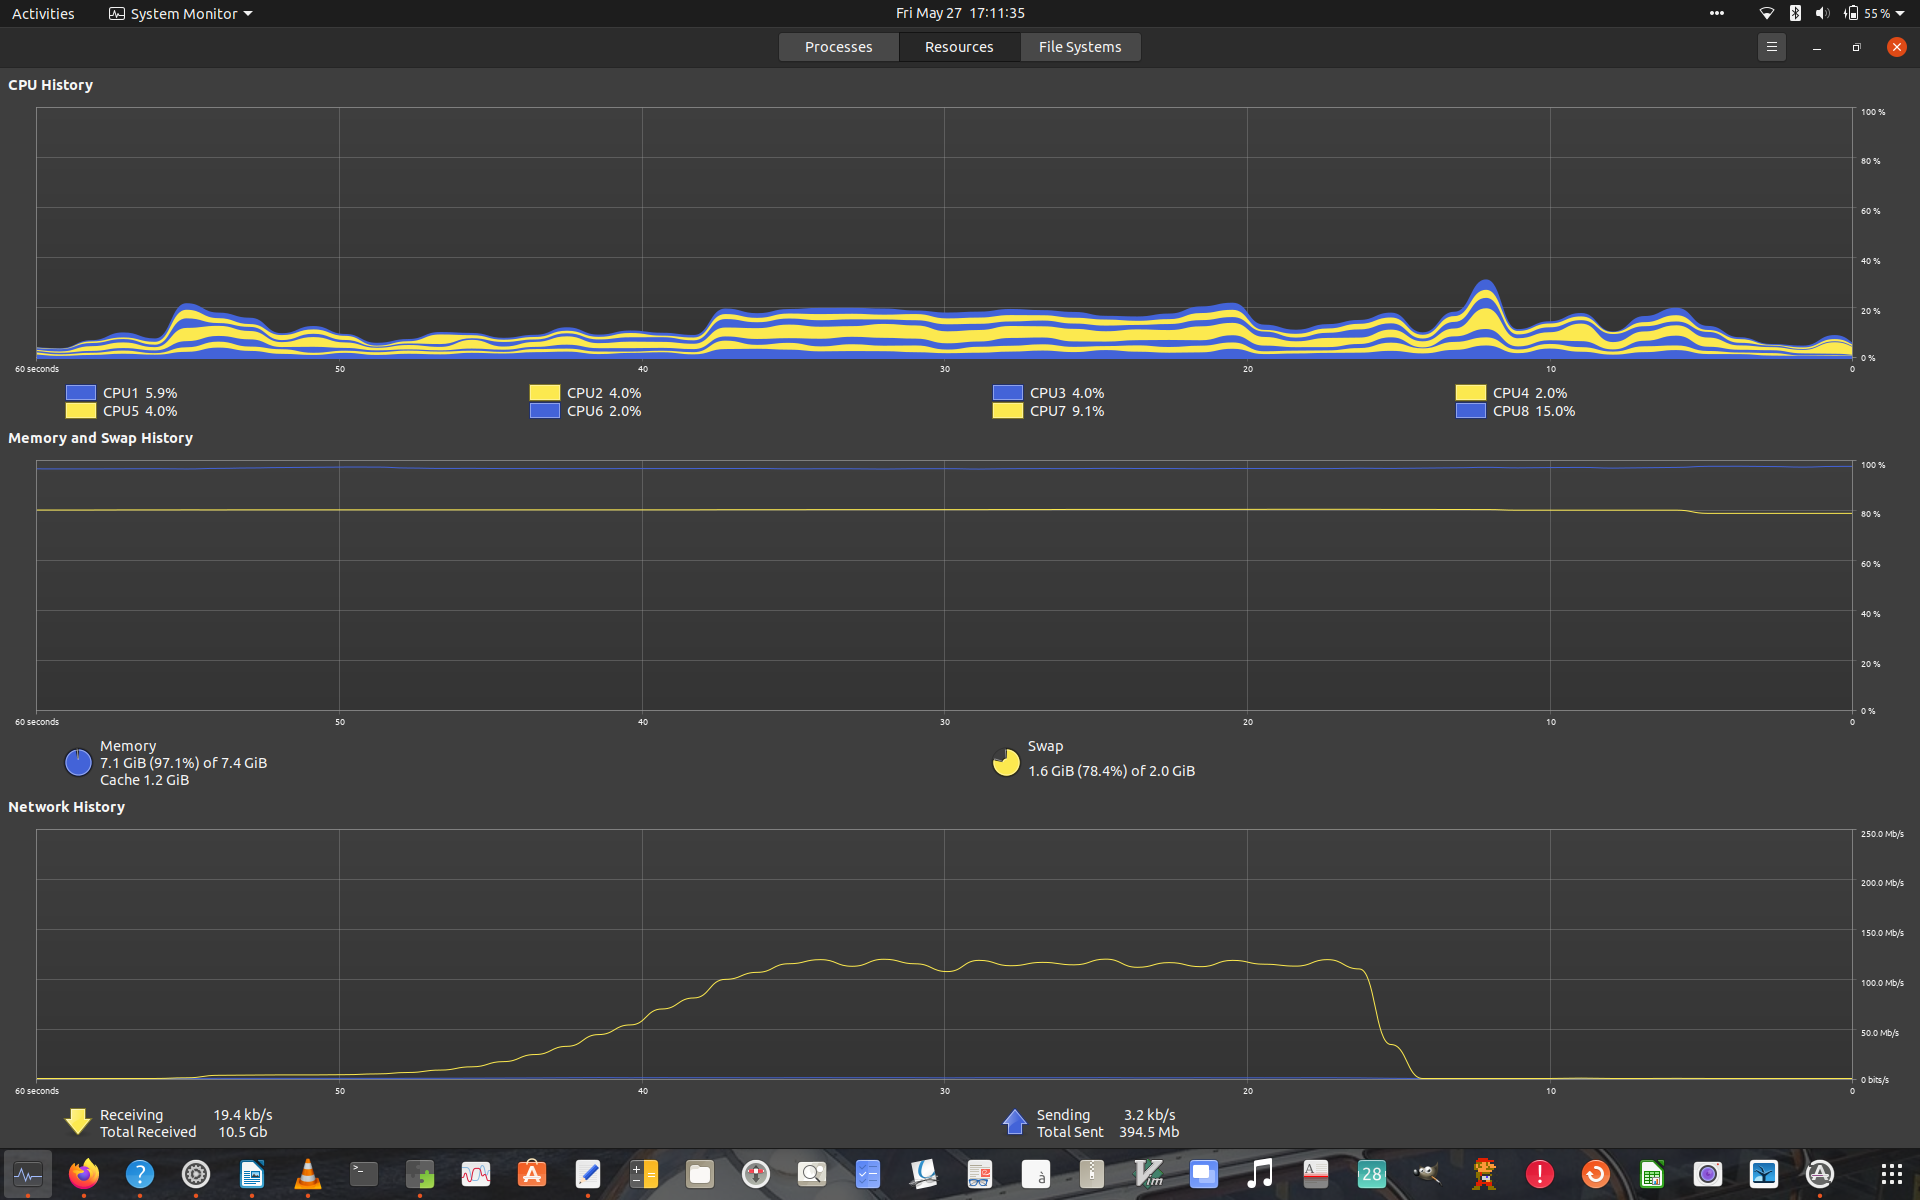 Activities System Monitor Fri May 27 17:11:35 55 %
Processes Resources File Systems
CPU History
100 %
80 %
60 %
40 %
20 %
0 %
60 seconds 50 40 30 20 10 0
CPU1 5.9% CPU2 4.0% CPU3 4.0% CPU4 2.0%
CPU5 4.0% CPU6 2.0% CPU7 9.1% CPU8 15.0%
Memory and Swap History
100 %
80 %
60 %
40 %
20 %
0 %
60 seconds 50 40 30 20 10 0
Memory Swap
7.1 GiB (97.1%) of 7.4 GiB 1.6 GiB (78.4%) of 2.0 GiB
Cache 1.2 GiB
Network History
250.0 Mb/s
200.0 Mb/s
150.0 Mb/s
100.0 Mb/s
50.0 Mb/s
0 bits/s
60 seconds 50 40 30 20 10 0
Receiving 19.4 kb/s Sending 3.2 kb/s
Total Received 10.5 Gb Total Sent 394.5 Mb
? >_ A à Vim A 28 ! A